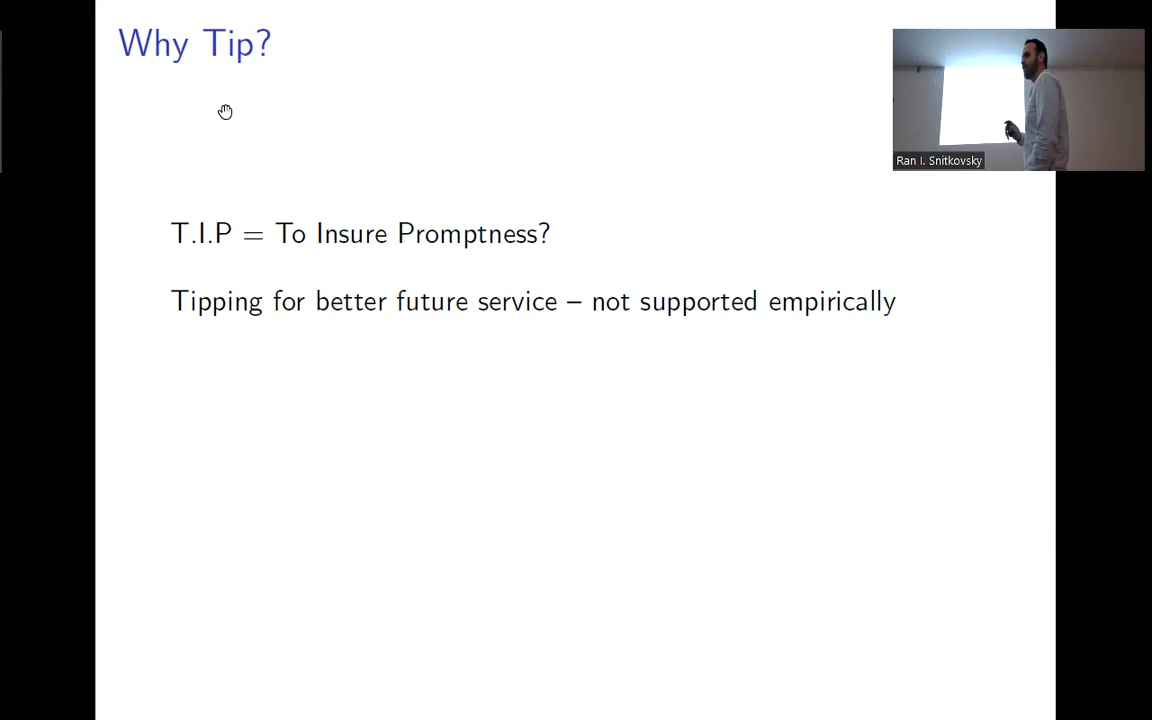 Why Tip?
Ran I. Snitkovsky
T.I.P = To Insure Promptness?
Tipping for better future service – not supported empirically